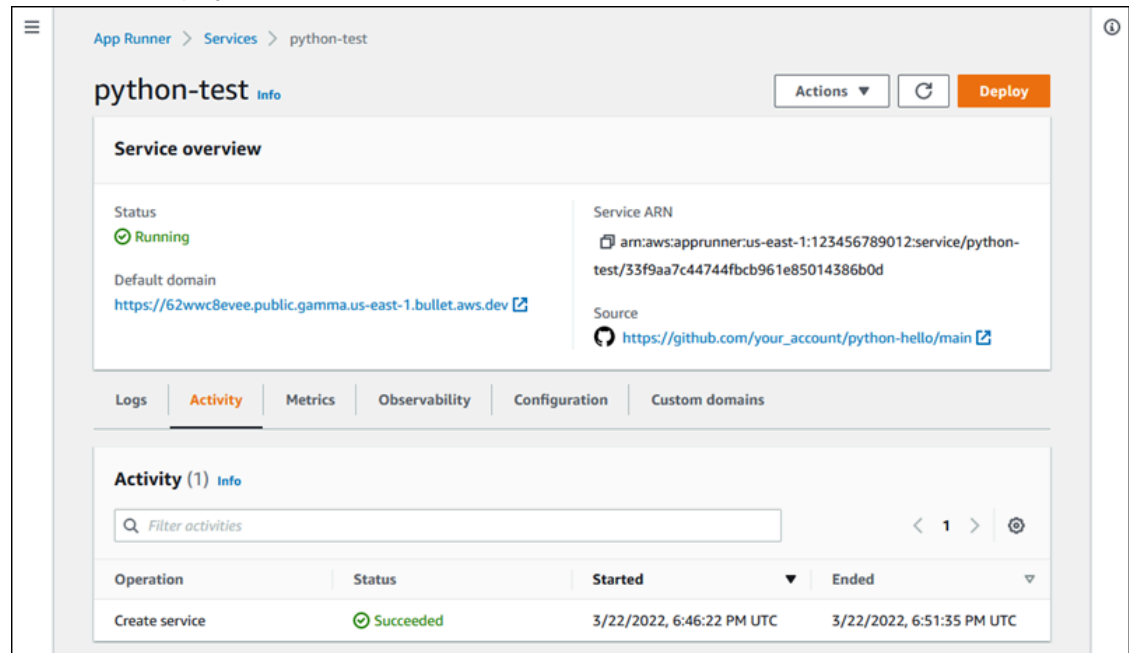 App Runner > Services > python-test
python-test Info
Actions ▼
Deploy
Service overview
Status
Running
Default domain
https://62wwc8evee.public.gamma.us-east-1.bullet.aws.dev
Service ARN
arn:aws:apprunner:us-east-1:123456789012:service/python-
test/33f9aa7c44744fbcb961e85014386b0d
Source
https://github.com/your_account/python-hello/main
Logs Activity Metrics Observability Configuration Custom domains
Activity (1) Info
Filter activities
< 1 >
Operation Status Started ▼ Ended ▽
Create service Succeeded 3/22/2022, 6:46:22 PM UTC 3/22/2022, 6:51:35 PM UTC